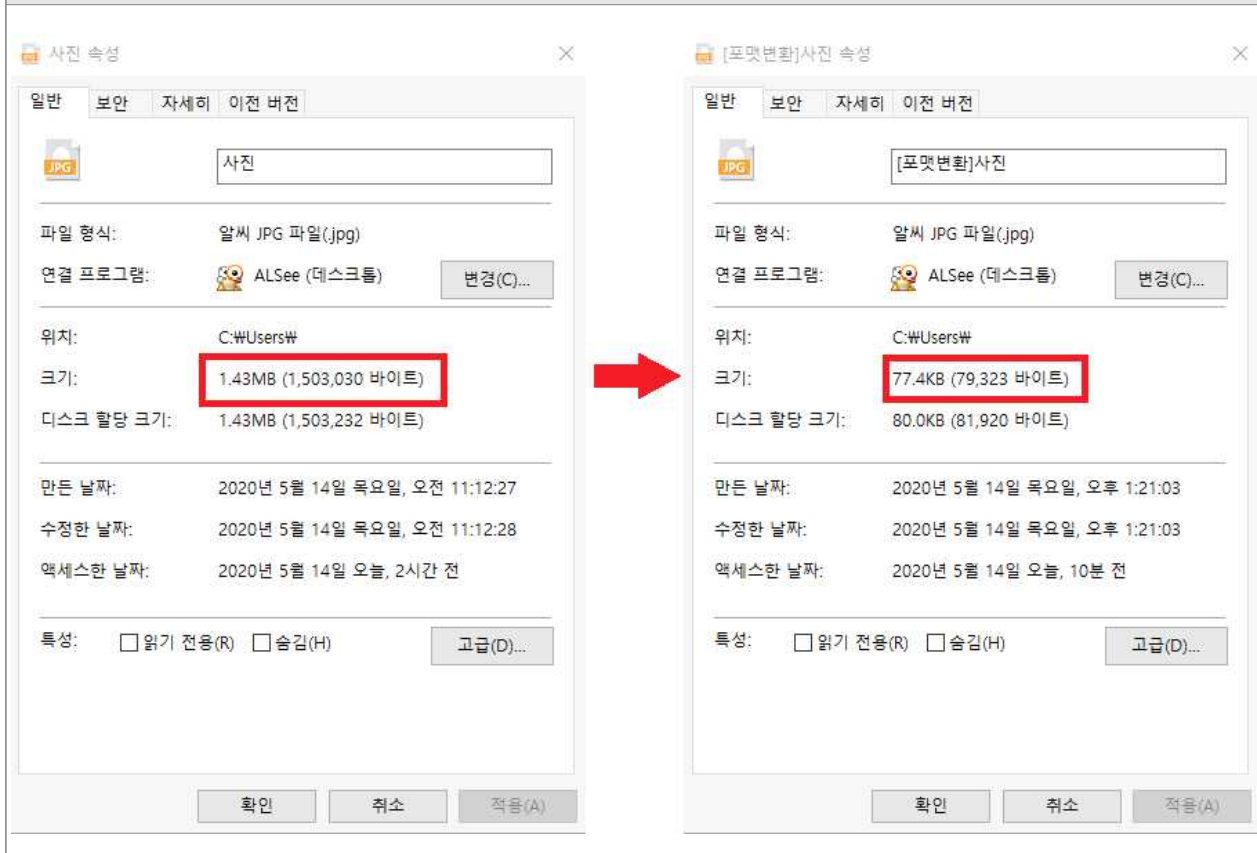 사진 속성
일반 보안 자세히 이전 버전
JPG
사진
파일 형식: 알씨 JPG 파일(.jpg)
연결 프로그램: ALSee (데스크톱) 변경(C)...
위치: C:₩Users₩
크기: 1.43MB (1,503,030 바이트)
디스크 할당 크기: 1.43MB (1,503,232 바이트)
만든 날짜: 2020년 5월 14일 목요일, 오전 11:12:27
수정한 날짜: 2020년 5월 14일 목요일, 오전 11:12:28
액세스한 날짜: 2020년 5월 14일 오늘, 2시간 전
특성: 읽기 전용(R) 숨김(H) 고급(D)...
확인 취소 적용(A)
[포맷변환]사진 속성
일반 보안 자세히 이전 버전
JPG
[포맷변환]사진
파일 형식: 알씨 JPG 파일(.jpg)
연결 프로그램: ALSee (데스크톱) 변경(C)...
위치: C:₩Users₩
크기: 77.4KB (79,323 바이트)
디스크 할당 크기: 80.0KB (81,920 바이트)
만든 날짜: 2020년 5월 14일 목요일, 오후 1:21:03
수정한 날짜: 2020년 5월 14일 목요일, 오후 1:21:03
액세스한 날짜: 2020년 5월 14일 오늘, 10분 전
특성: 읽기 전용(R) 숨김(H) 고급(D)...
확인 취소 적용(A)